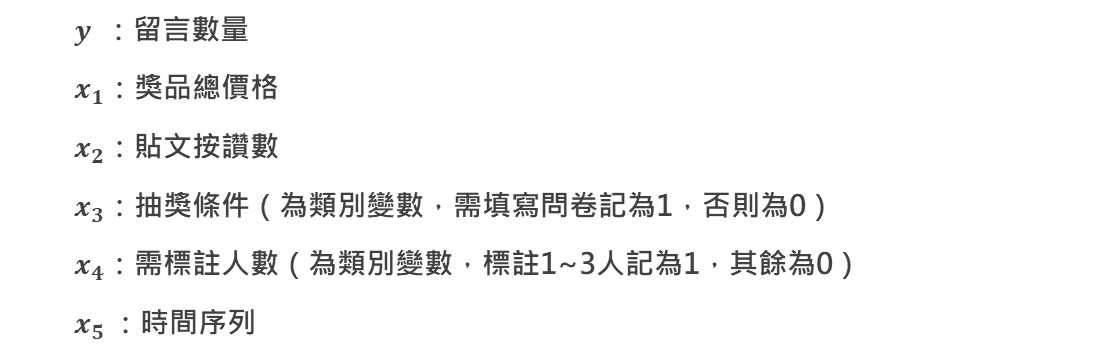 y ：留言數量
x₁：獎品總價格
x₂：貼文按讚數
x₃：抽獎條件（為類別變數，需填寫問卷記為1，否則為0）
x₄：需標註人數（為類別變數，標註1~3人記為1，其餘為0）
x₅：時間序列